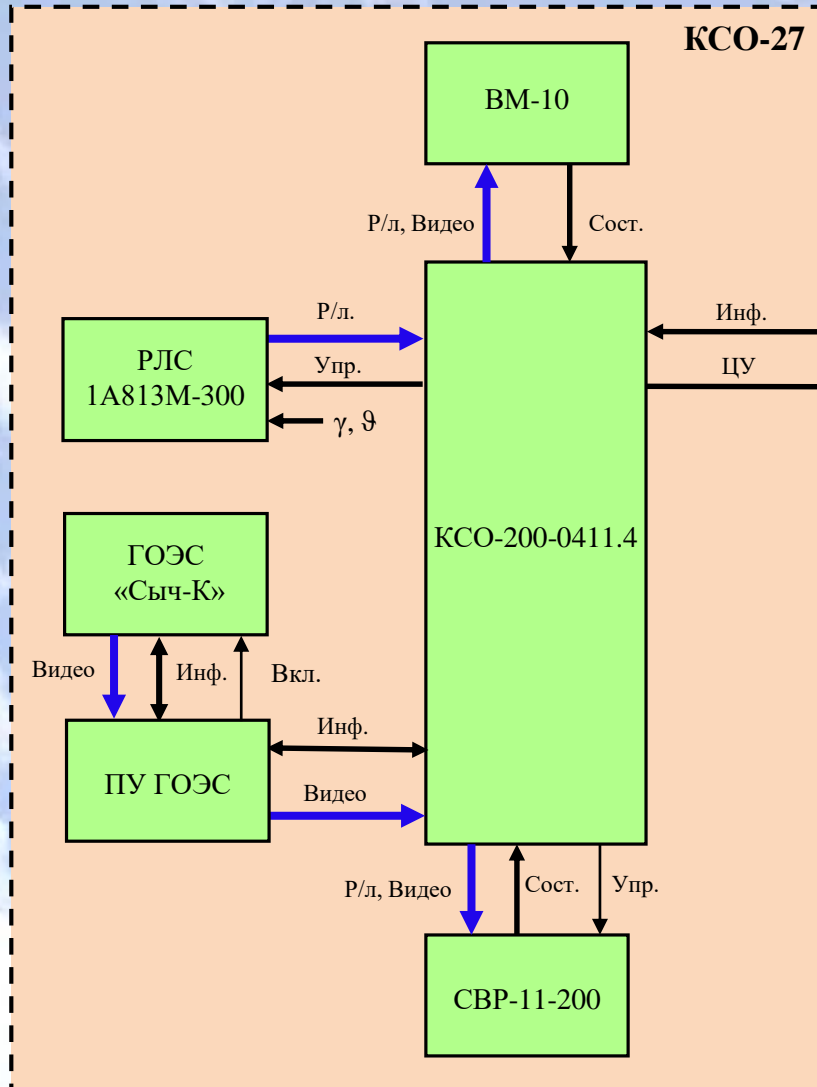 КСО-27
ВМ-10
Р/л, Видео
Сост.
Р/л.
Инф.
РЛС
1А813М-300
Упр.
ЦУ
γ, ϑ
КСО-200-0411.4
ГОЭС
«Сыч-К»
Видео
Инф.
Вкл.
Инф.
ПУ ГОЭС
Видео
Р/л, Видео
Сост.
Упр.
СВР-11-200